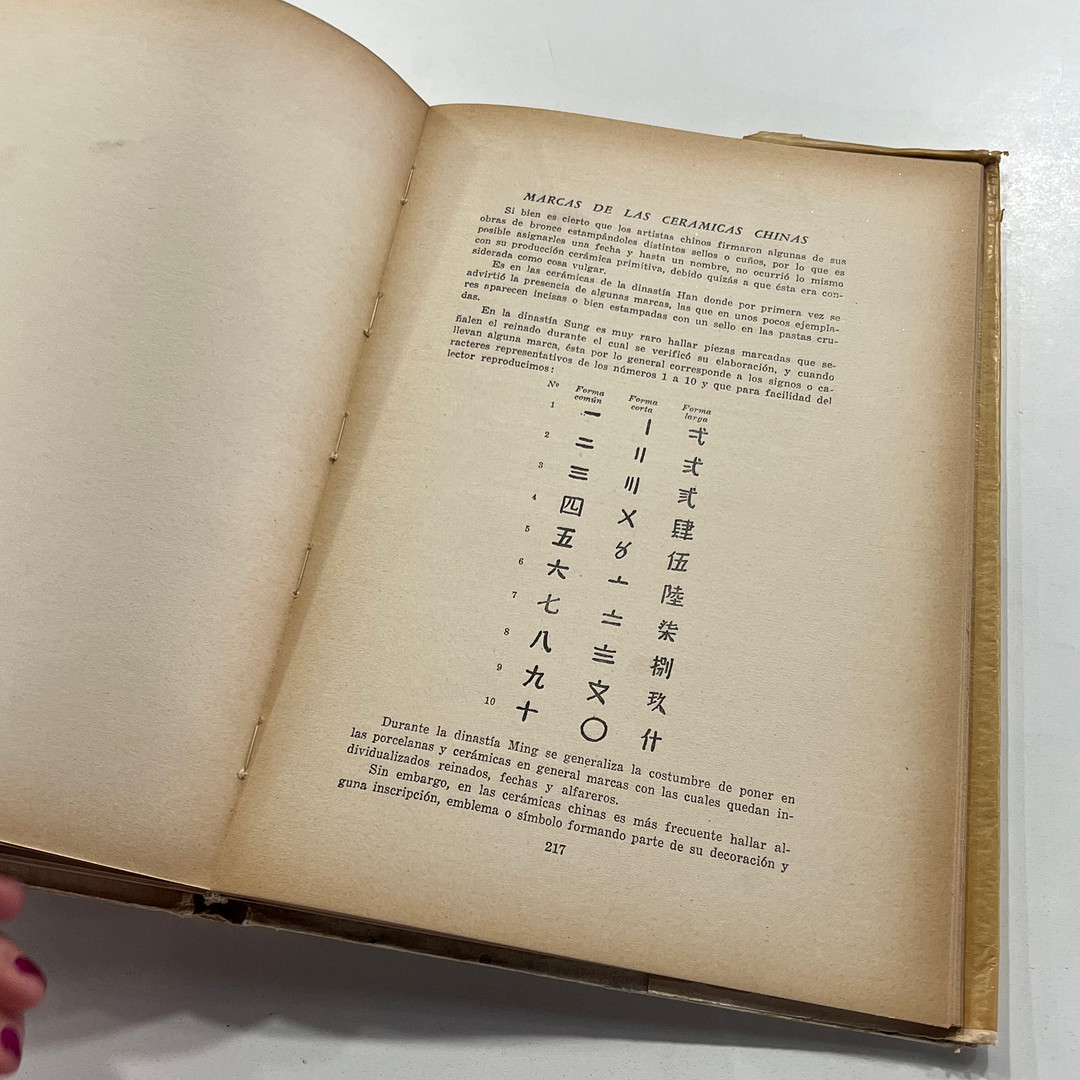 MARCAS DE LAS CERAMICAS CHINAS
Si bien es cierto que los artistas chinos firmaron algunas de sus
obras de bronce estampándoles distintos sellos o cuños, por lo que es
posible asignarles una fecha y hasta un nombre, no ocurrió lo mismo
con su producción cerámica primitiva, debido quizás a que ésta era con-
siderada como cosa vulgar.
Es en las cerámicas de la dinastía Han donde por primera vez se
advirtió la presencia de algunas marcas, las que en unos pocos ejempla-
res aparecen incisas o bien estampadas con un sello en las pastas cru-
das.
En la dinastía Sung es muy raro hallar piezas marcadas que se-
ñalen el reinado durante el cual se verificó su elaboración, y cuando
llevan alguna marca, ésta por lo general corresponde a los signos o ca-
racteres representativos de los números 1 a 10 y que para facilidad del
lector reproducimos:
Nº Forma común Forma corta Forma larga
1 一 〡 弌
2 二 〢 弍
3 三 〣 弎
4 四 〤 肆
5 五 〥 伍
6 六 〦 陸
7 七 〧 柒
8 八 〨 捌
9 九 文 玖
10 十 〇 什
Durante la dinastía Ming se generaliza la costumbre de poner en
las porcelanas y cerámicas en general marcas con las cuales quedan in-
dividualizados reinados, fechas y alfareros.
Sin embargo, en las cerámicas chinas es más frecuente hallar al-
guna inscripción, emblema o símbolo formando parte de su decoración y
217